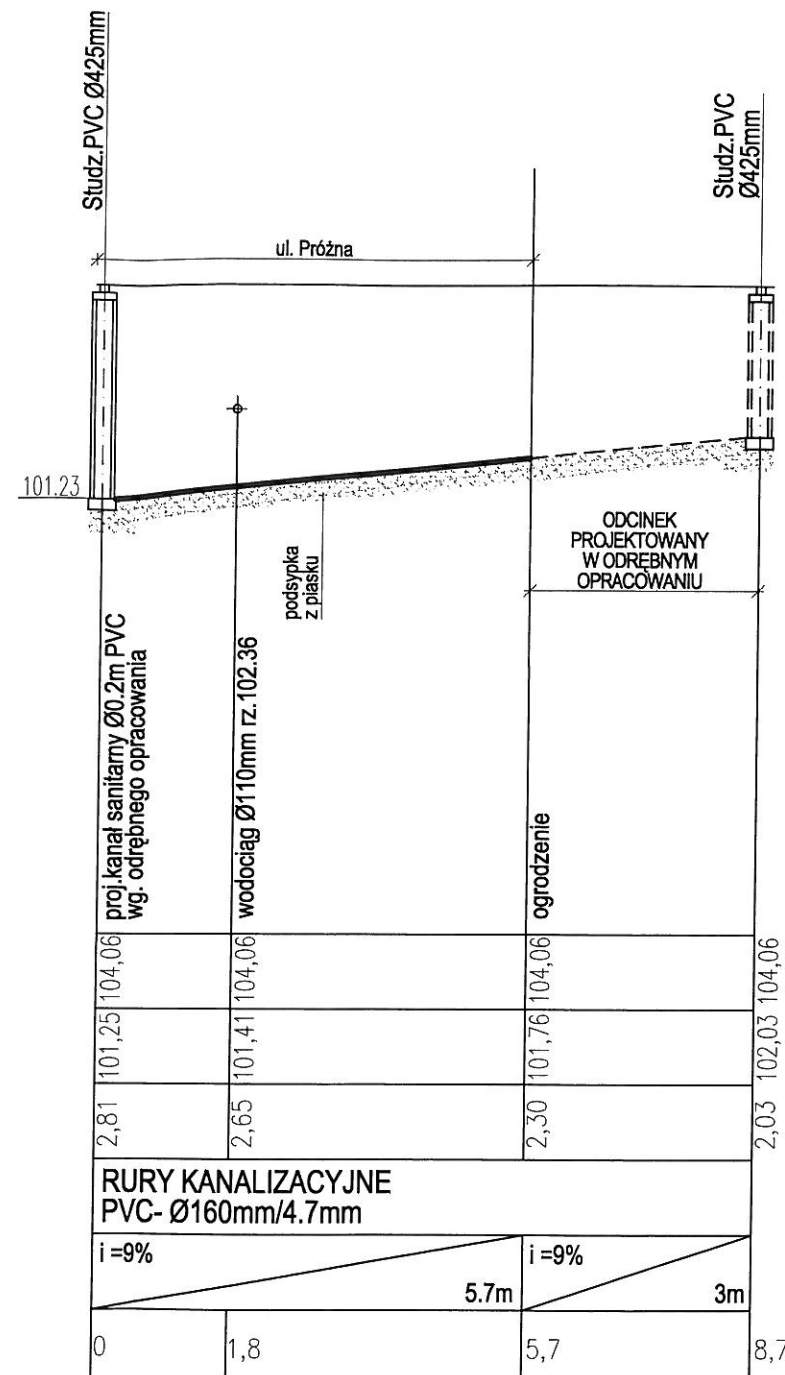 Studz.PVC Ø425mm
Studz.PVC
Ø425mm
ul. Próżna
101.23
podsypka
z piasku
ODCINEK
PROJEKTOWANY
W ODRĘBNYM
OPRACOWANIU
proj.kanał sanitarny Ø0.2m PVC
wg. odrębnego opracowania
wodociąg Ø110mm rz.102.36
ogrodzenie
104,06 104,06 104,06 104,06
101,25 101,41 101,76 102,03
2,81 2,65 2,30 2,03
RURY KANALIZACYJNE
PVC- Ø160mm/4.7mm
i =9% 5.7m i =9% 3m
0 1,8 5,7 8,7